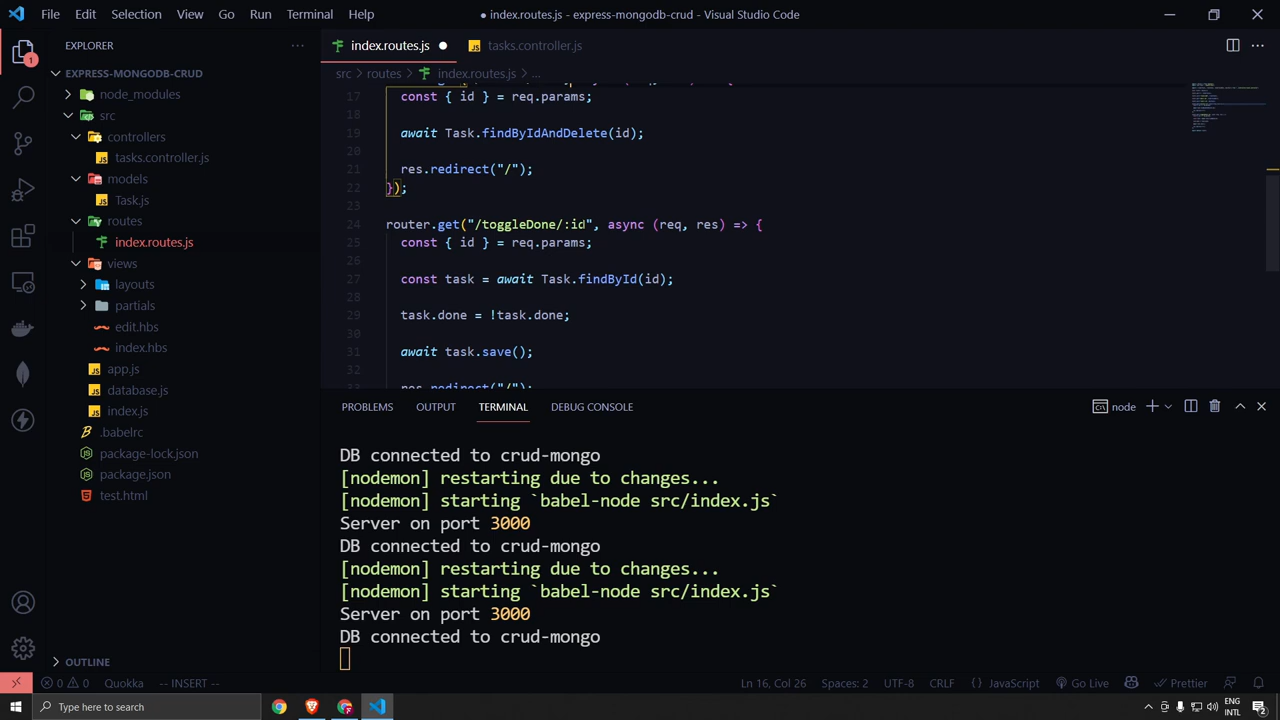 File Edit Selection View Go Run Terminal Help
● index.routes.js - express-mongodb-crud - Visual Studio Code
EXPLORER
index.routes.js
tasks.controller.js
1
src > routes > index.routes.js > ...
EXPRESS-MONGODB-CRUD
node_modules
src
controllers
tasks.controller.js
models
Task.js
routes
index.routes.js
views
layouts
partials
edit.hbs
index.hbs
app.js
database.js
index.js
.babelrc
package-lock.json
package.json
test.html
OUTLINE
17 const { id } = req.params;
18
19 await Task.findByIdAndDelete(id);
20
21 res.redirect("/");
22 });
23
24 router.get("/toggleDone/:id", async (req, res) => {
25 const { id } = req.params;
26
27 const task = await Task.findById(id);
28
29 task.done = !task.done;
30
31 await task.save();
32
33 res.redirect("/");
PROBLEMS OUTPUT TERMINAL DEBUG CONSOLE
node
DB connected to crud-mongo
[nodemon] restarting due to changes...
[nodemon] starting `babel-node src/index.js`
Server on port 3000
DB connected to crud-mongo
[nodemon] restarting due to changes...
[nodemon] starting `babel-node src/index.js`
Server on port 3000
DB connected to crud-mongo
0 0 Quokka -- INSERT -- Ln 16, Col 26 Spaces: 2 UTF-8 CRLF {} JavaScript Go Live Prettier
Type here to search
ENG
INTL
2